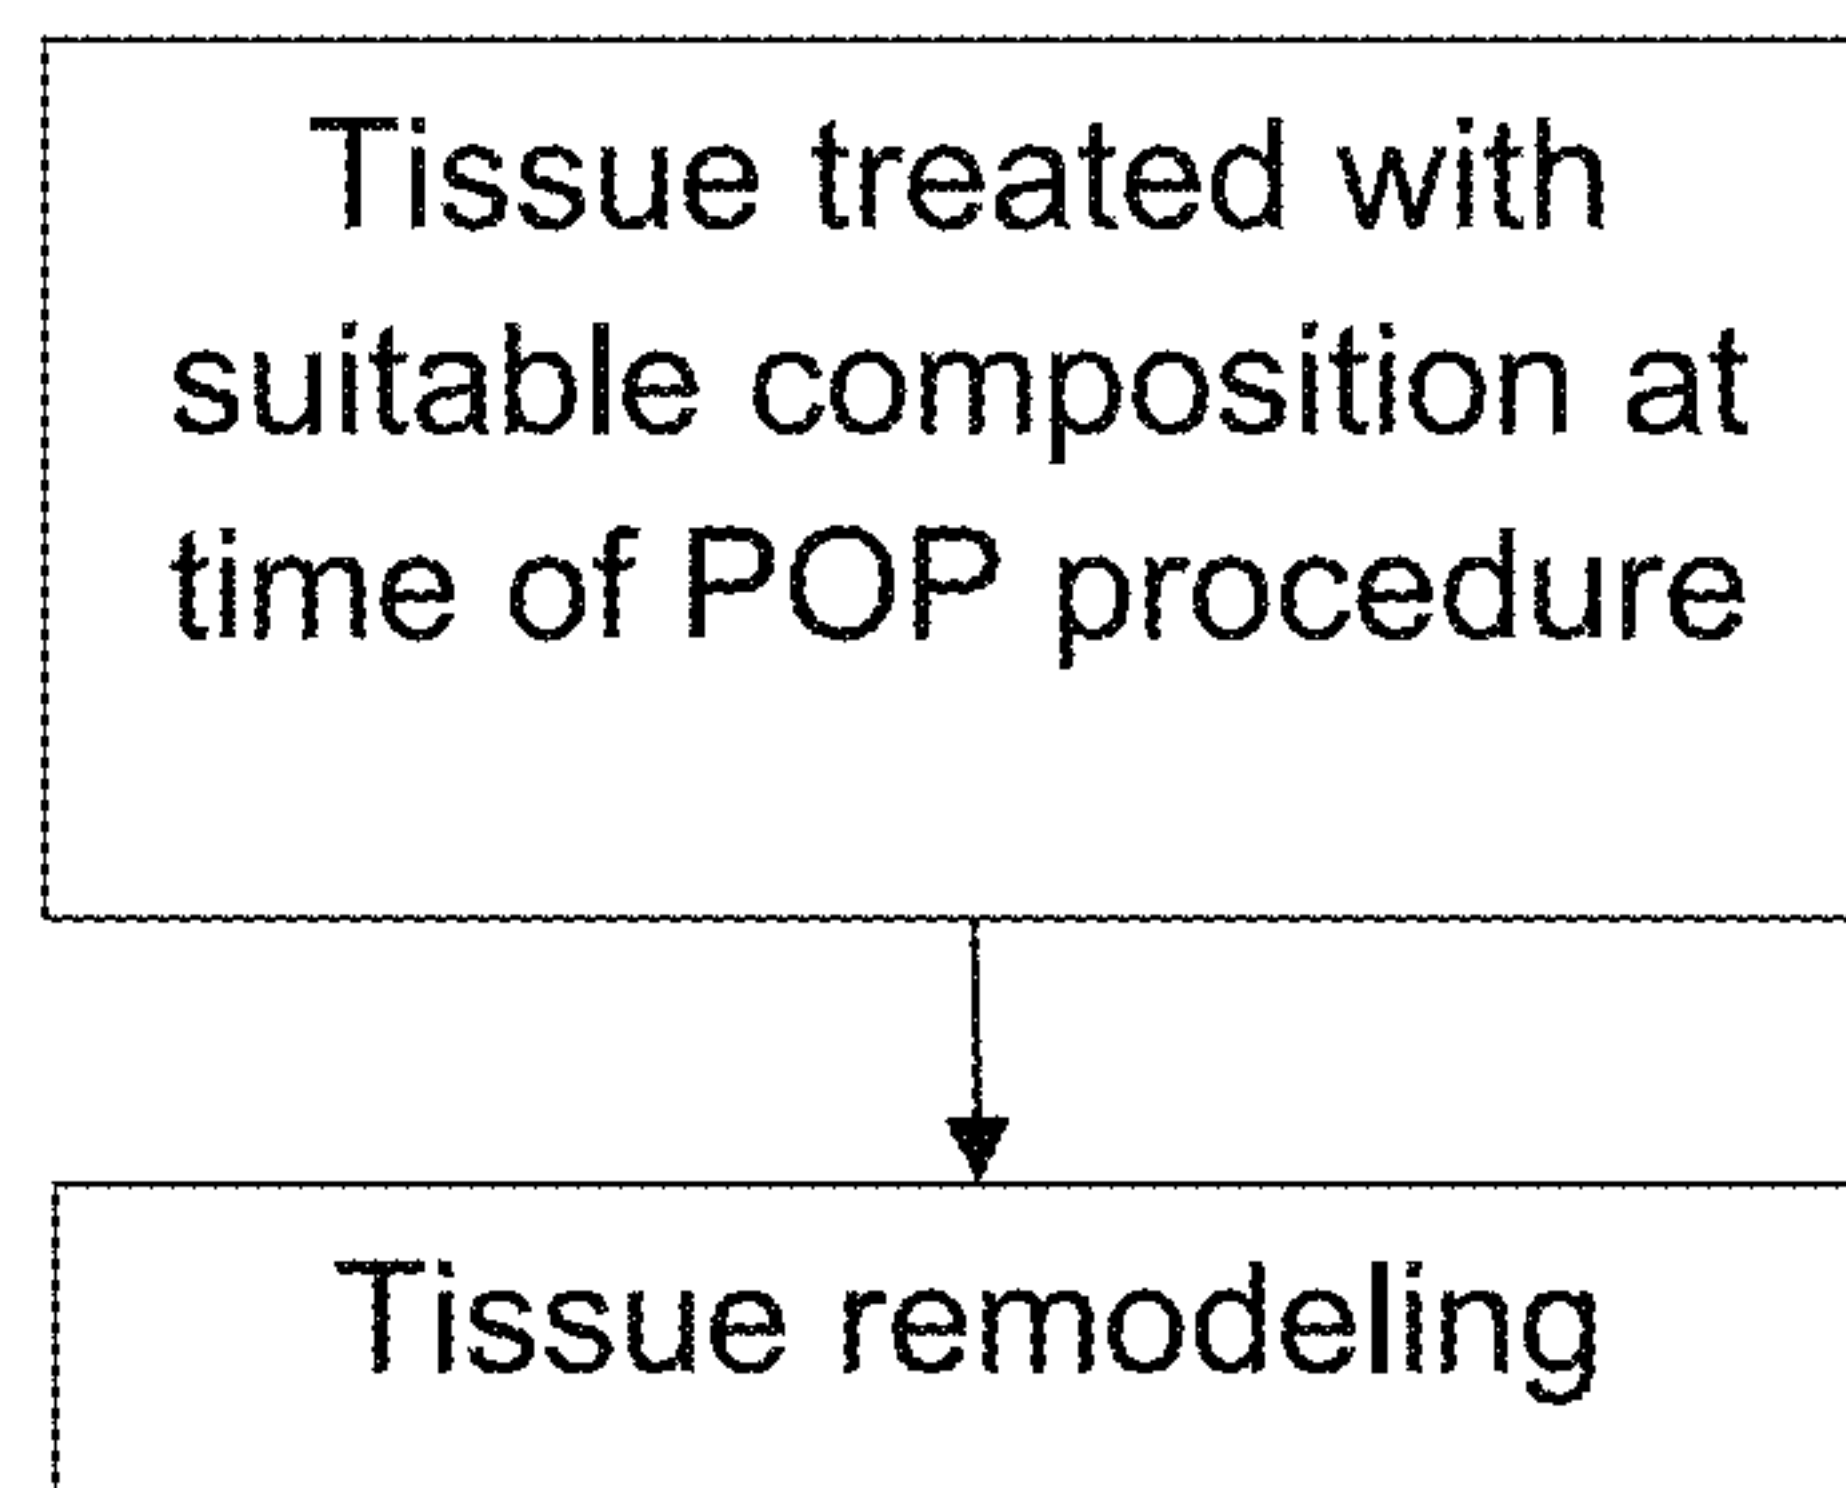 Tissue treated with
suitable composition at
time of POP procedure
Tissue remodeling